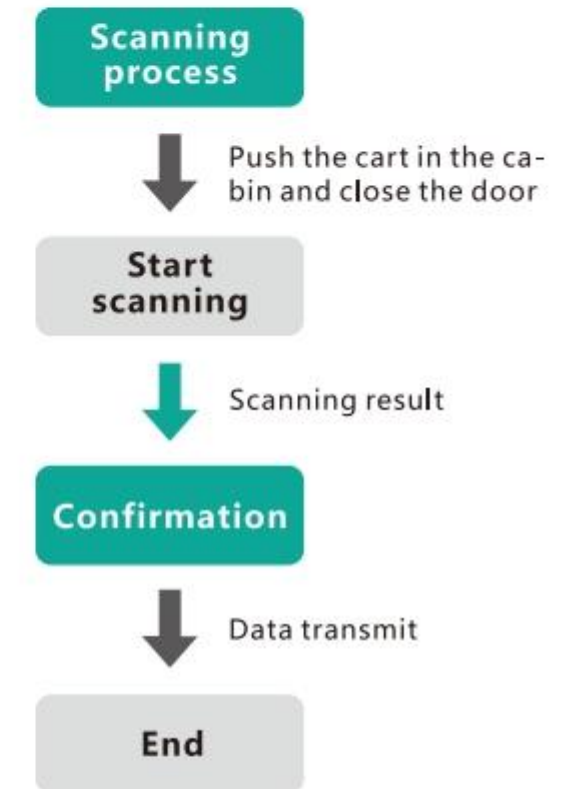 Scanning
process
Push the cart in the ca-
bin and close the door
Start
scanning
Scanning result
Confirmation
Data transmit
End